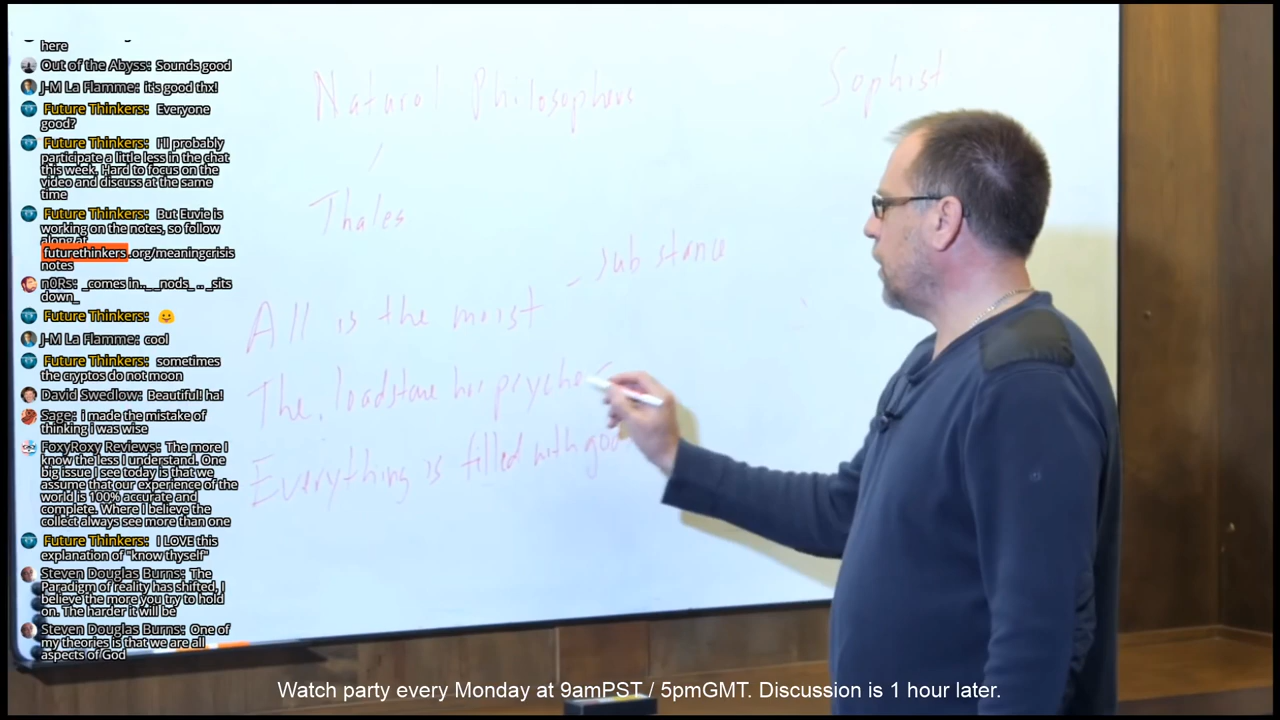 here
Out of the Abyss: Sounds good
J-M La Flamme: it's good thx!
Future Thinkers: Everyone
good?
Future Thinkers: I'll probably
participate a little less in the chat
this week. Hard to focus on the
video and discuss at the same
time
Future Thinkers: But Euvie is
working on the notes, so follow
along at
futurethinkers.org/meaningcrisis
notes
n0Rs: _comes in.._ _nods_ .. _sits
down_
Future Thinkers: 🙂
J-M La Flamme: cool
Future Thinkers: sometimes
the cryptos do not moon
David Swedlow: Beautiful! ha!
Sage: i made the mistake of
thinking i was wise
FoxyRoxy Reviews: The more I
know the less I understand. One
big issue I see today is that we
assume that our experience of the
world is 100% accurate and
complete. Where I believe the
collect always see more than one
Future Thinkers: I LOVE this
explanation of "know thyself"
Steven Douglas Burns: The
Paradigm of reality has shifted, I
believe the more you try to hold
on. The harder it will be
Steven Douglas Burns: One of
my theories is that we are all
aspects of God
Natural Philosophers
Sophist
Thales
substance
All is the moist
The loadstone has psyche
Everything is filled with god
Watch party every Monday at 9amPST / 5pmGMT. Discussion is 1 hour later.